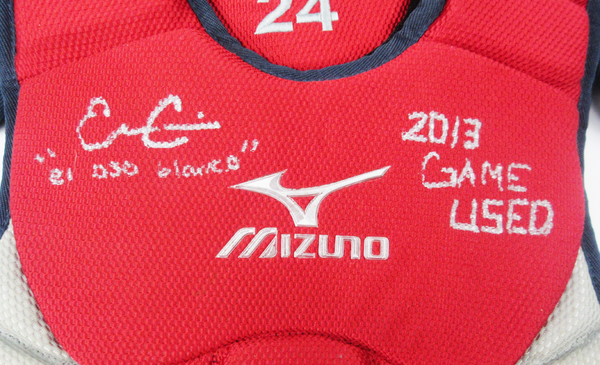 24
"el oso blanco"
2013
GAME
USED
MIZUNO